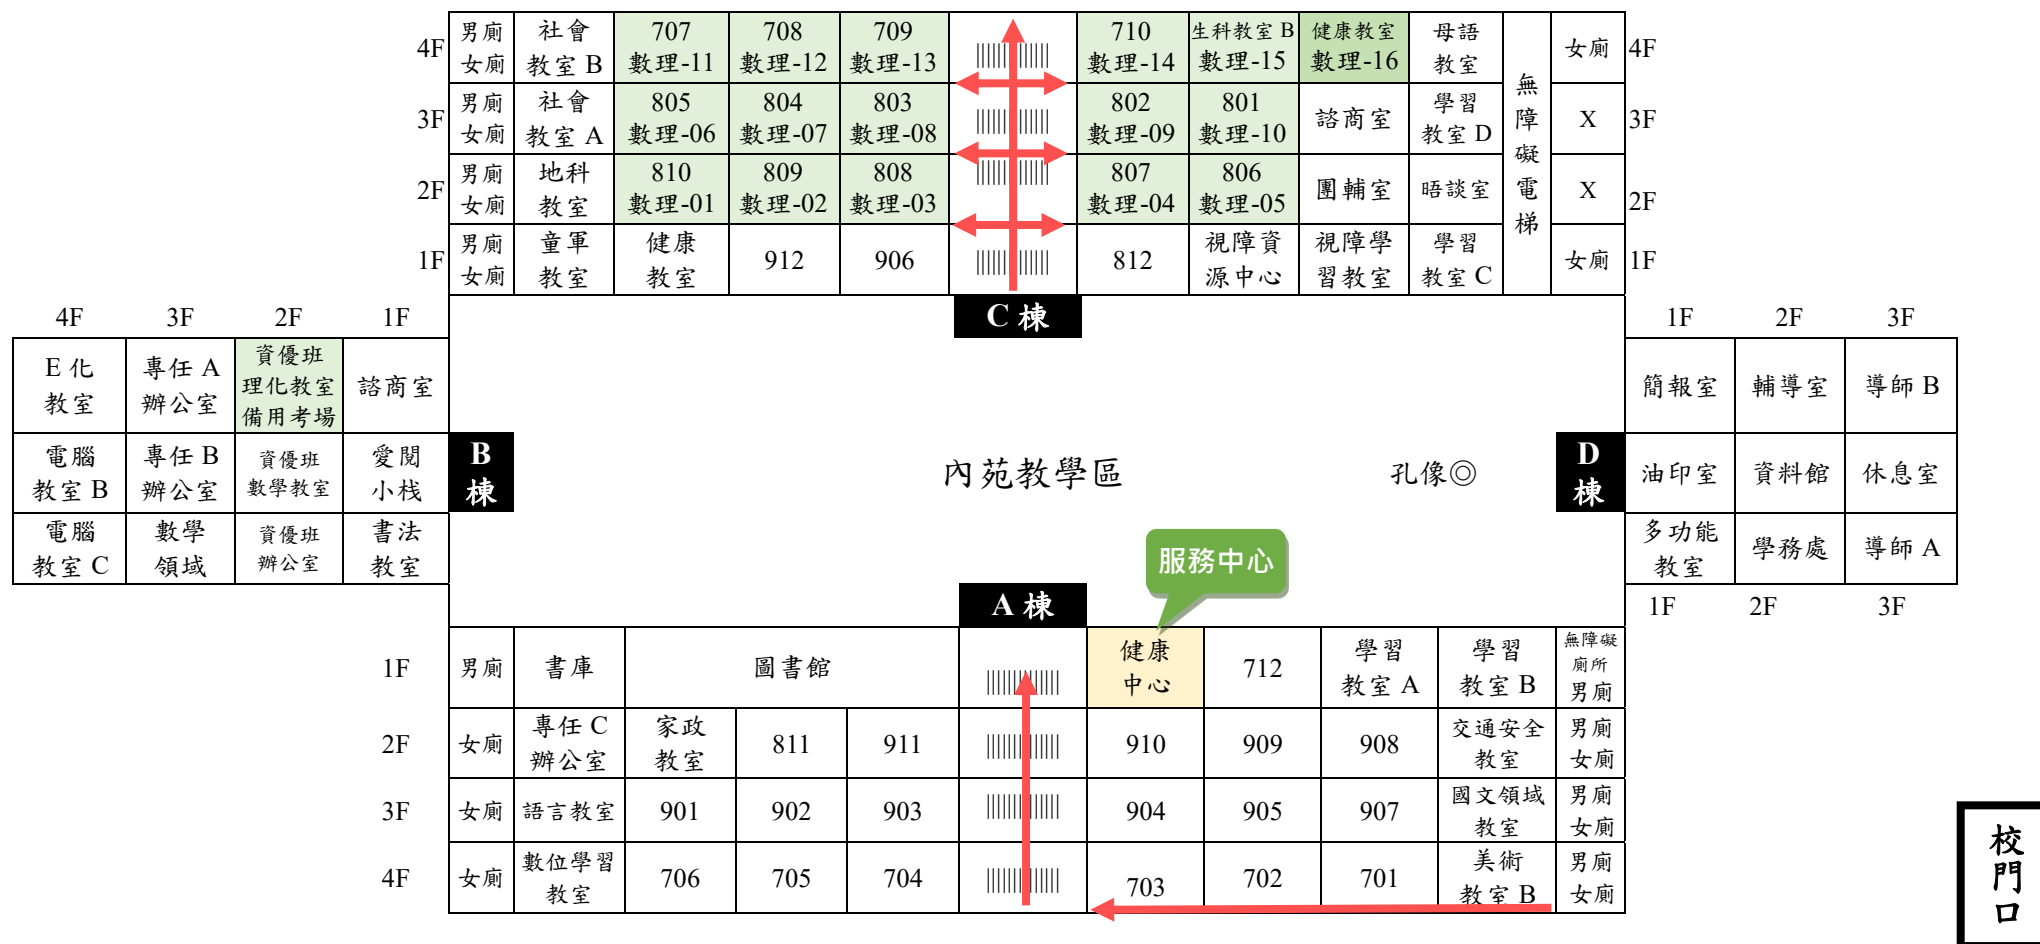 4F 男廁 女廁 社會 教室 B 707 數理-11 708 數理-12 709 數理-13 710 數理-14 生科教室 B 數理-15 健康教室 數理-16 母語 教室 女廁 4F
3F 男廁 女廁 社會 教室 A 805 數理-06 804 數理-07 803 數理-08 802 數理-09 801 數理-10 諮商室 學習 教室 D X 3F
無障礙電梯
2F 男廁 女廁 地科 教室 810 數理-01 809 數理-02 808 數理-03 807 數理-04 806 數理-05 團輔室 晤談室 X 2F
1F 男廁 女廁 童軍 教室 健康 教室 912 906 812 視障資 源中心 視障學 習教室 學習 教室 C 女廁 1F
C 棟
4F 3F 2F 1F
E 化 教室 專任 A 辦公室 資優班 理化教室 備用考場 諮商室
電腦 教室 B 專任 B 辦公室 資優班 數學教室 愛閱 小栈
電腦 教室 C 數學 領域 資優班 辦公室 書法 教室
B 棟
內苑教學區
孔像◎
D 棟
1F 2F 3F
簡報室 輔導室 導師 B
油印室 資料館 休息室
多功能 教室 學務處 導師 A
1F 2F 3F
服務中心
A 棟
1F 男廁 書庫 圖書館 健康 中心 712 學習 教室 A 學習 教室 B 無障礙 廁所 男廁
2F 女廁 專任 C 辦公室 家政 教室 811 911 910 909 908 交通安全 教室 男廁 女廁
3F 女廁 語言教室 901 902 903 904 905 907 國文領域 教室 男廁 女廁
4F 女廁 數位學習 教室 706 705 704 703 702 701 美術 教室 B 男廁 女廁
校門口